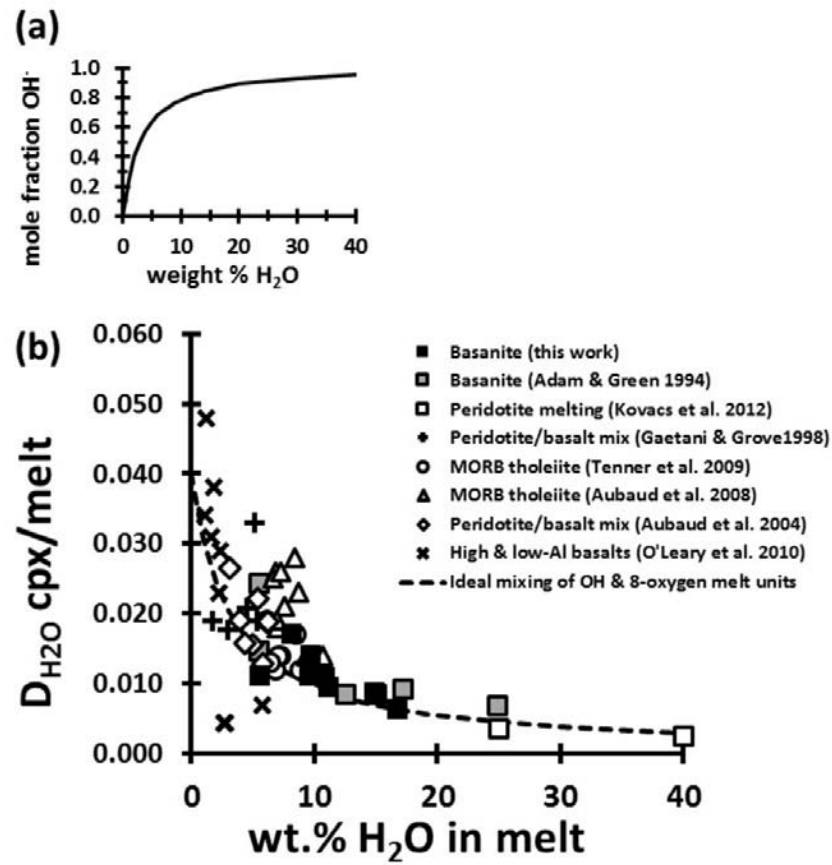 (a)
mole fraction OH-
1.0
0.8
0.6
0.4
0.2
0.0
0 10 20 30 40
weight % H2O
(b)
DH2O cpx/melt
0.060
0.050
0.040
0.030
0.020
0.010
0.000
Basanite (this work)
Basanite (Adam & Green 1994)
Peridotite melting (Kovacs et al. 2012)
Peridotite/basalt mix (Gaetani & Grove1998)
MORB tholeiite (Tenner et al. 2009)
MORB tholeiite (Aubaud et al. 2008)
Peridotite/basalt mix (Aubaud et al. 2004)
High & low-Al basalts (O'Leary et al. 2010)
Ideal mixing of OH & 8-oxygen melt units
0 10 20 30 40
wt.% H2O in melt